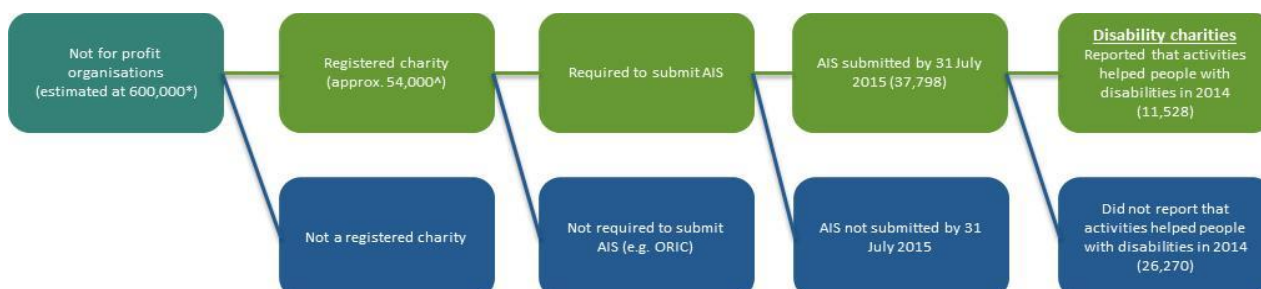 Not for profit
organisations
(estimated at 600,000*)
Registered charity
(approx. 54,000^)
Required to submit AIS
AIS submitted by 31 July
2015 (37,798)
Disability charities
Reported that activities
helped people with
disabilities in 2014
(11,528)
Not a registered charity
Not required to submit
AIS (e.g. ORIC)
AIS not submitted by 31
July 2015
Did not report that
activities helped people
with disabilities in 2014
(26,270)